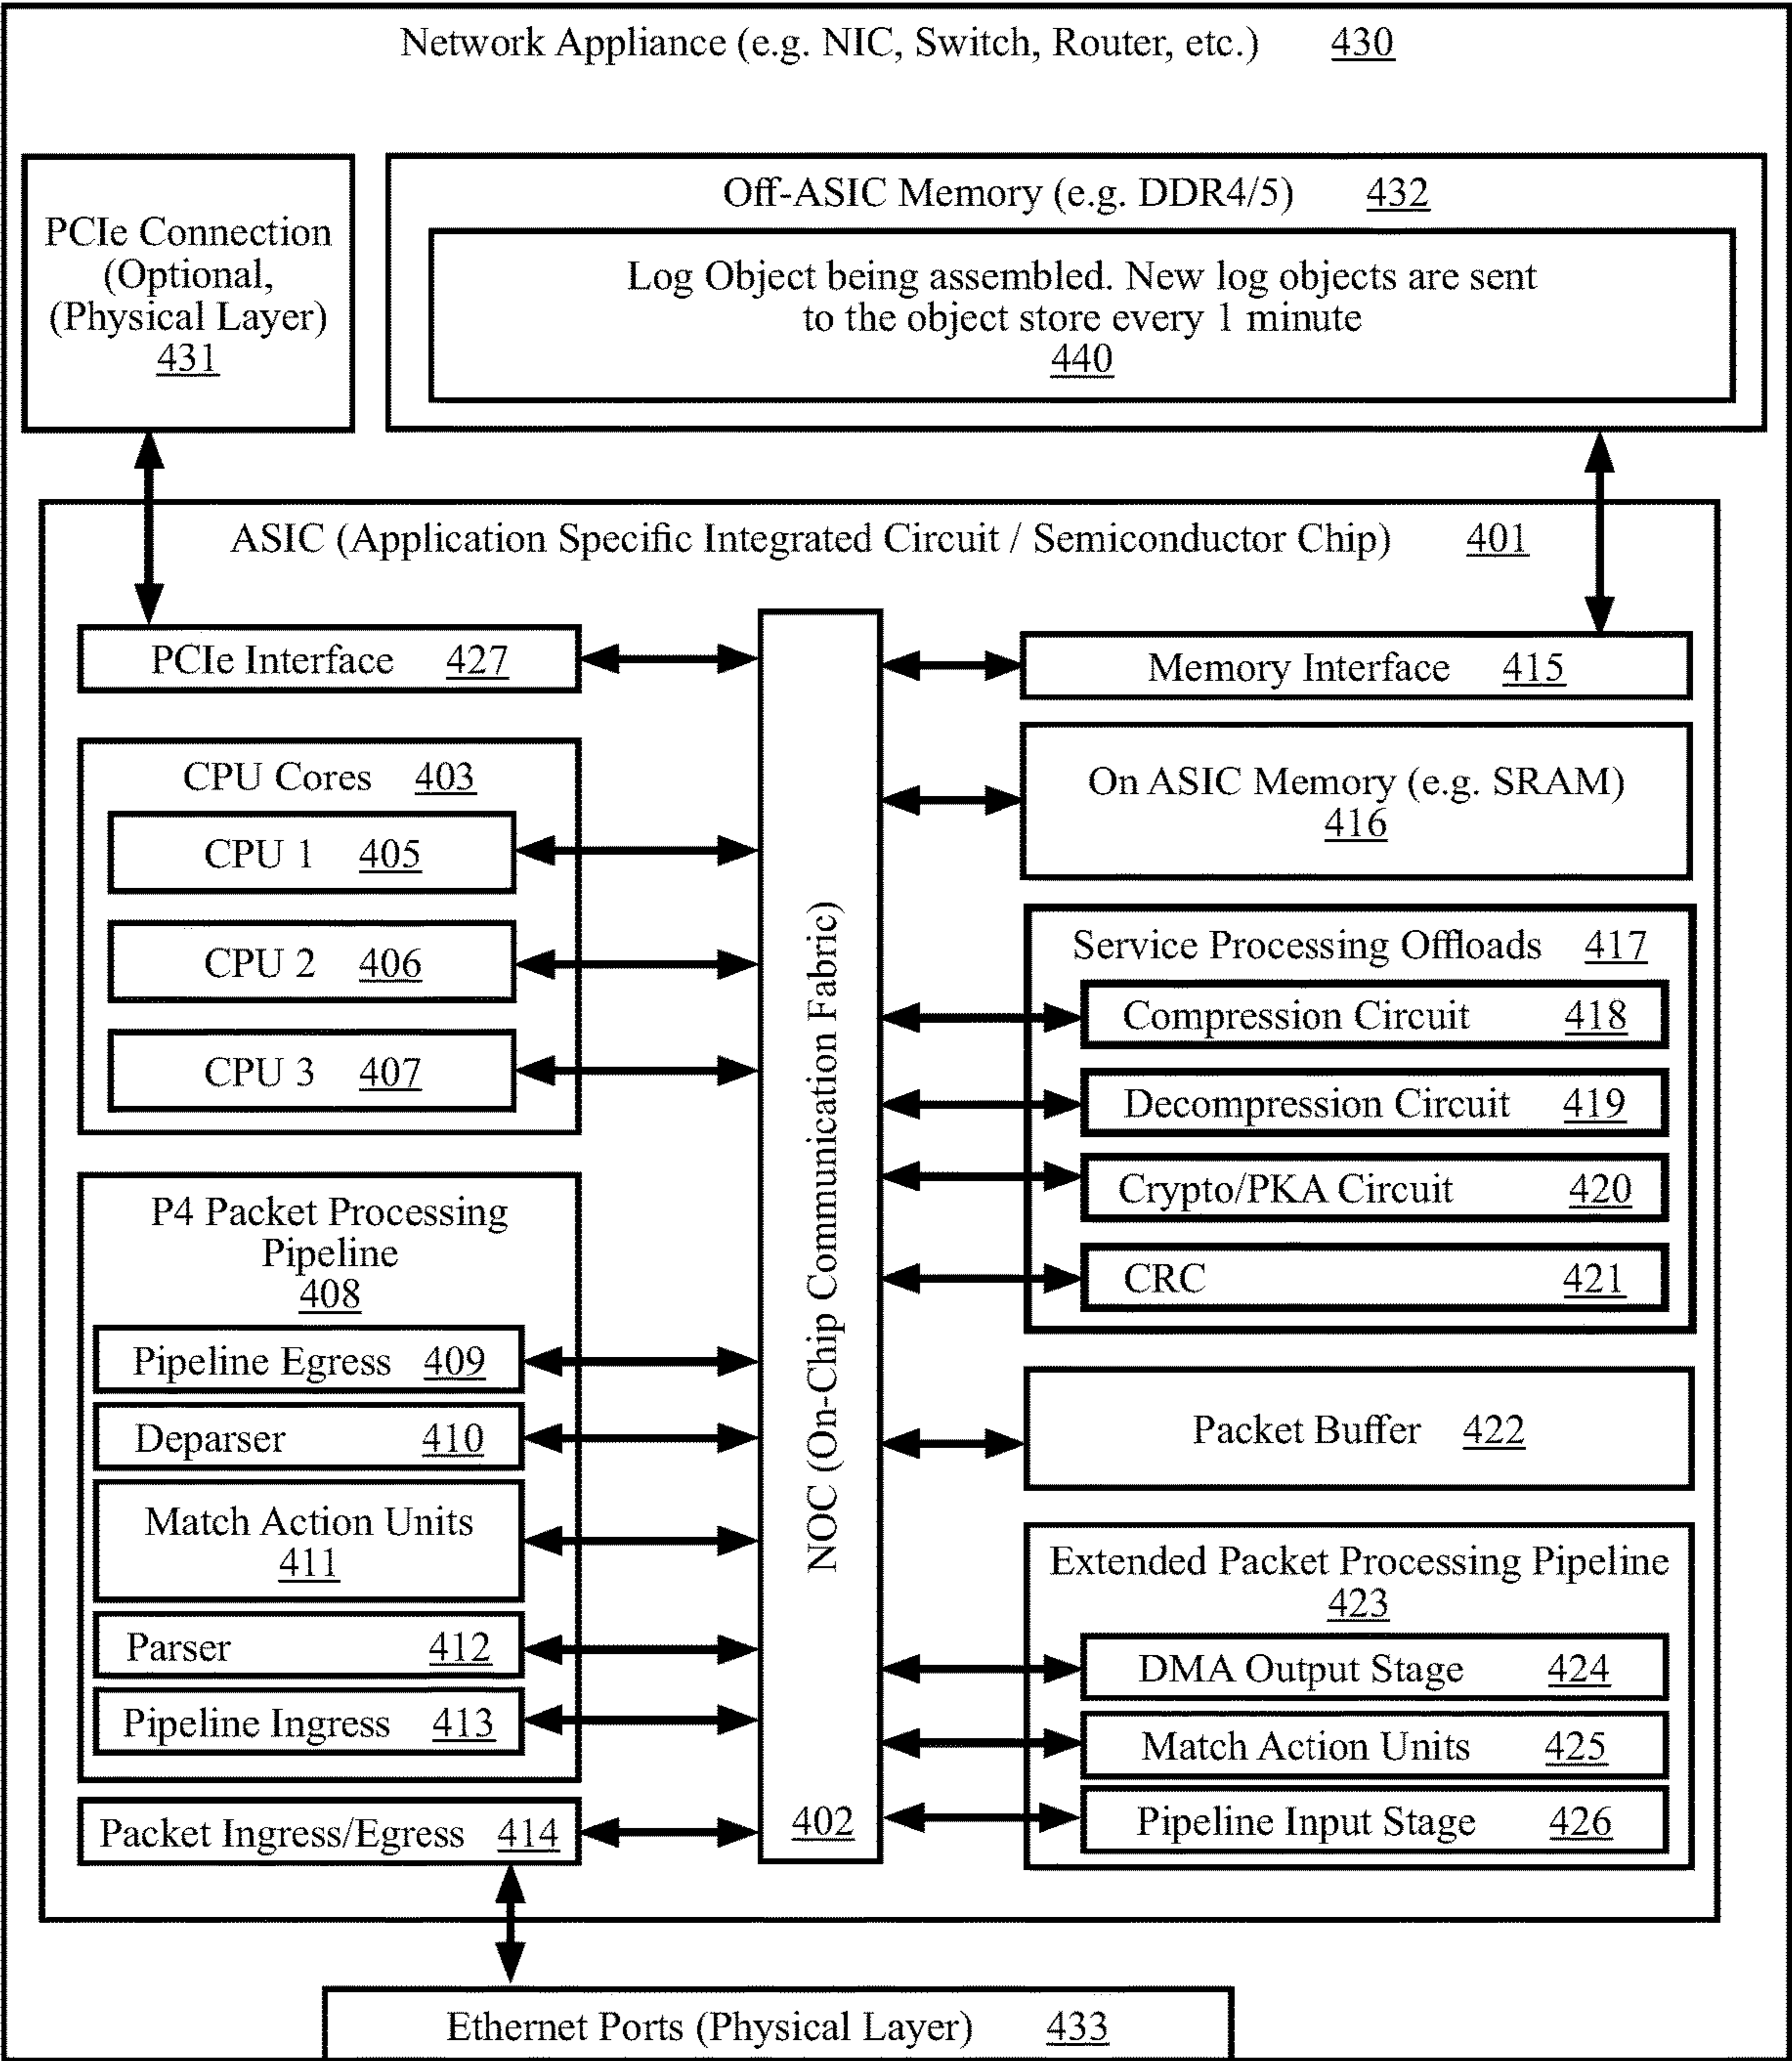 Network Appliance (e.g. NIC, Switch, Router, etc.) 430
PCIe Connection
(Optional,
(Physical Layer)
431
Off-ASIC Memory (e.g. DDR4/5) 432
Log Object being assembled. New log objects are sent
to the object store every 1 minute
440
ASIC (Application Specific Integrated Circuit / Semiconductor Chip) 401
PCIe Interface 427
CPU Cores 403
CPU 1 405
CPU 2 406
CPU 3 407
P4 Packet Processing
Pipeline
408
Pipeline Egress 409
Deparser 410
Match Action Units
411
Parser 412
Pipeline Ingress 413
Packet Ingress/Egress 414
NOC (On-Chip Communication Fabric)
402
Memory Interface 415
On ASIC Memory (e.g. SRAM)
416
Service Processing Offloads 417
Compression Circuit 418
Decompression Circuit 419
Crypto/PKA Circuit 420
CRC 421
Packet Buffer 422
Extended Packet Processing Pipeline
423
DMA Output Stage 424
Match Action Units 425
Pipeline Input Stage 426
Ethernet Ports (Physical Layer) 433